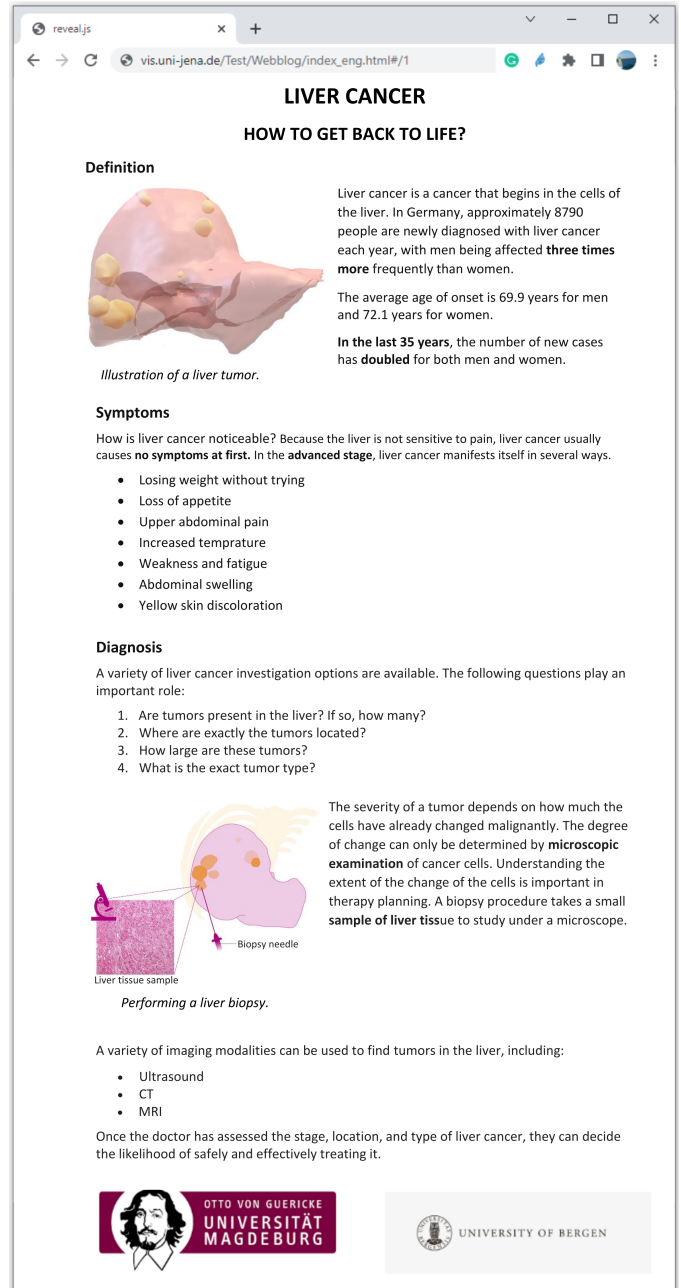 reveal.js
vis.uni-jena.de/Test/Webblog/index_eng.html#/1
LIVER CANCER
HOW TO GET BACK TO LIFE?
Definition
Liver cancer is a cancer that begins in the cells of
the liver. In Germany, approximately 8790
people are newly diagnosed with liver cancer
each year, with men being affected three times
more frequently than women.
The average age of onset is 69.9 years for men
and 72.1 years for women.
In the last 35 years, the number of new cases
has doubled for both men and women.
Illustration of a liver tumor.
Symptoms
How is liver cancer noticeable? Because the liver is not sensitive to pain, liver cancer usually
causes no symptoms at first. In the advanced stage, liver cancer manifests itself in several ways.
• Losing weight without trying
• Loss of appetite
• Upper abdominal pain
• Increased temprature
• Weakness and fatigue
• Abdominal swelling
• Yellow skin discoloration
Diagnosis
A variety of liver cancer investigation options are available. The following questions play an
important role:
1. Are tumors present in the liver? If so, how many?
2. Where are exactly the tumors located?
3. How large are these tumors?
4. What is the exact tumor type?
The severity of a tumor depends on how much the
cells have already changed malignantly. The degree
of change can only be determined by microscopic
examination of cancer cells. Understanding the
extent of the change of the cells is important in
therapy planning. A biopsy procedure takes a small
sample of liver tissue to study under a microscope.
Biopsy needle
Liver tissue sample
Performing a liver biopsy.
A variety of imaging modalities can be used to find tumors in the liver, including:
• Ultrasound
• CT
• MRI
Once the doctor has assessed the stage, location, and type of liver cancer, they can decide
the likelihood of safely and effectively treating it.
OTTO VON GUERICKE
UNIVERSITÄT
MAGDEBURG
UNIVERSITY OF BERGEN